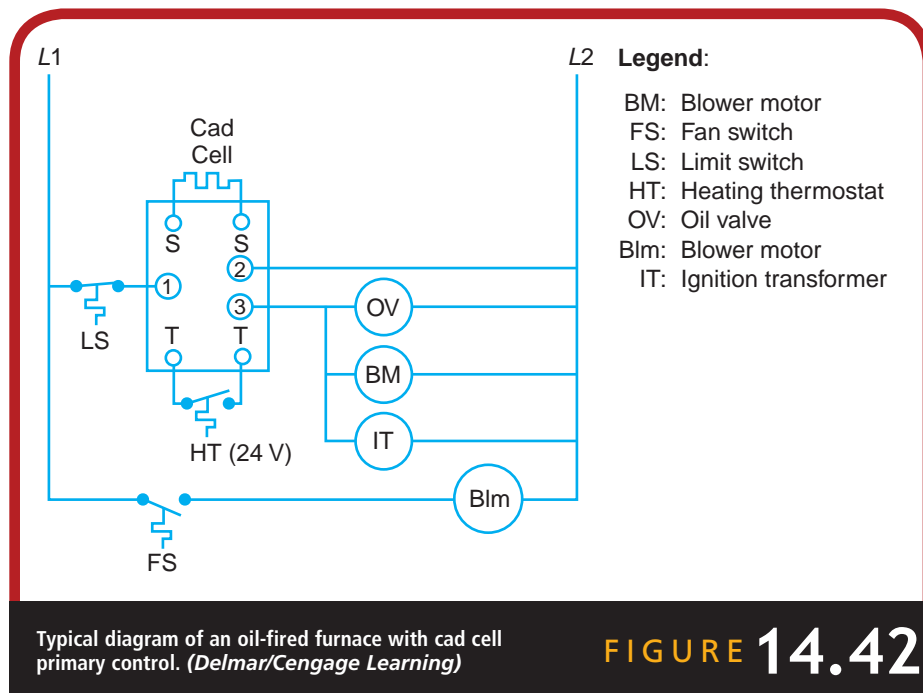 L1
L2
Legend:
BM: Blower motor
FS: Fan switch
LS: Limit switch
HT: Heating thermostat
OV: Oil valve
Blm: Blower motor
IT: Ignition transformer
Cad
Cell
S S
2
1
3
OV
LS
T T
BM
HT (24 V)
IT
Blm
FS
Typical diagram of an oil-fired furnace with cad cell
primary control. (Delmar/Cengage Learning)
FIGURE 14.42